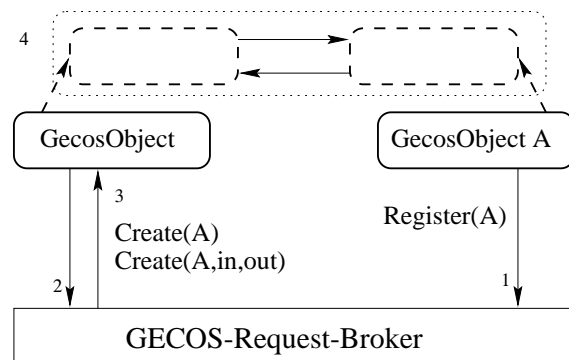 4
GecosObject
GecosObject A
3
Create(A)
Create(A,in,out)
Register(A)
2
1
GECOS-Request-Broker